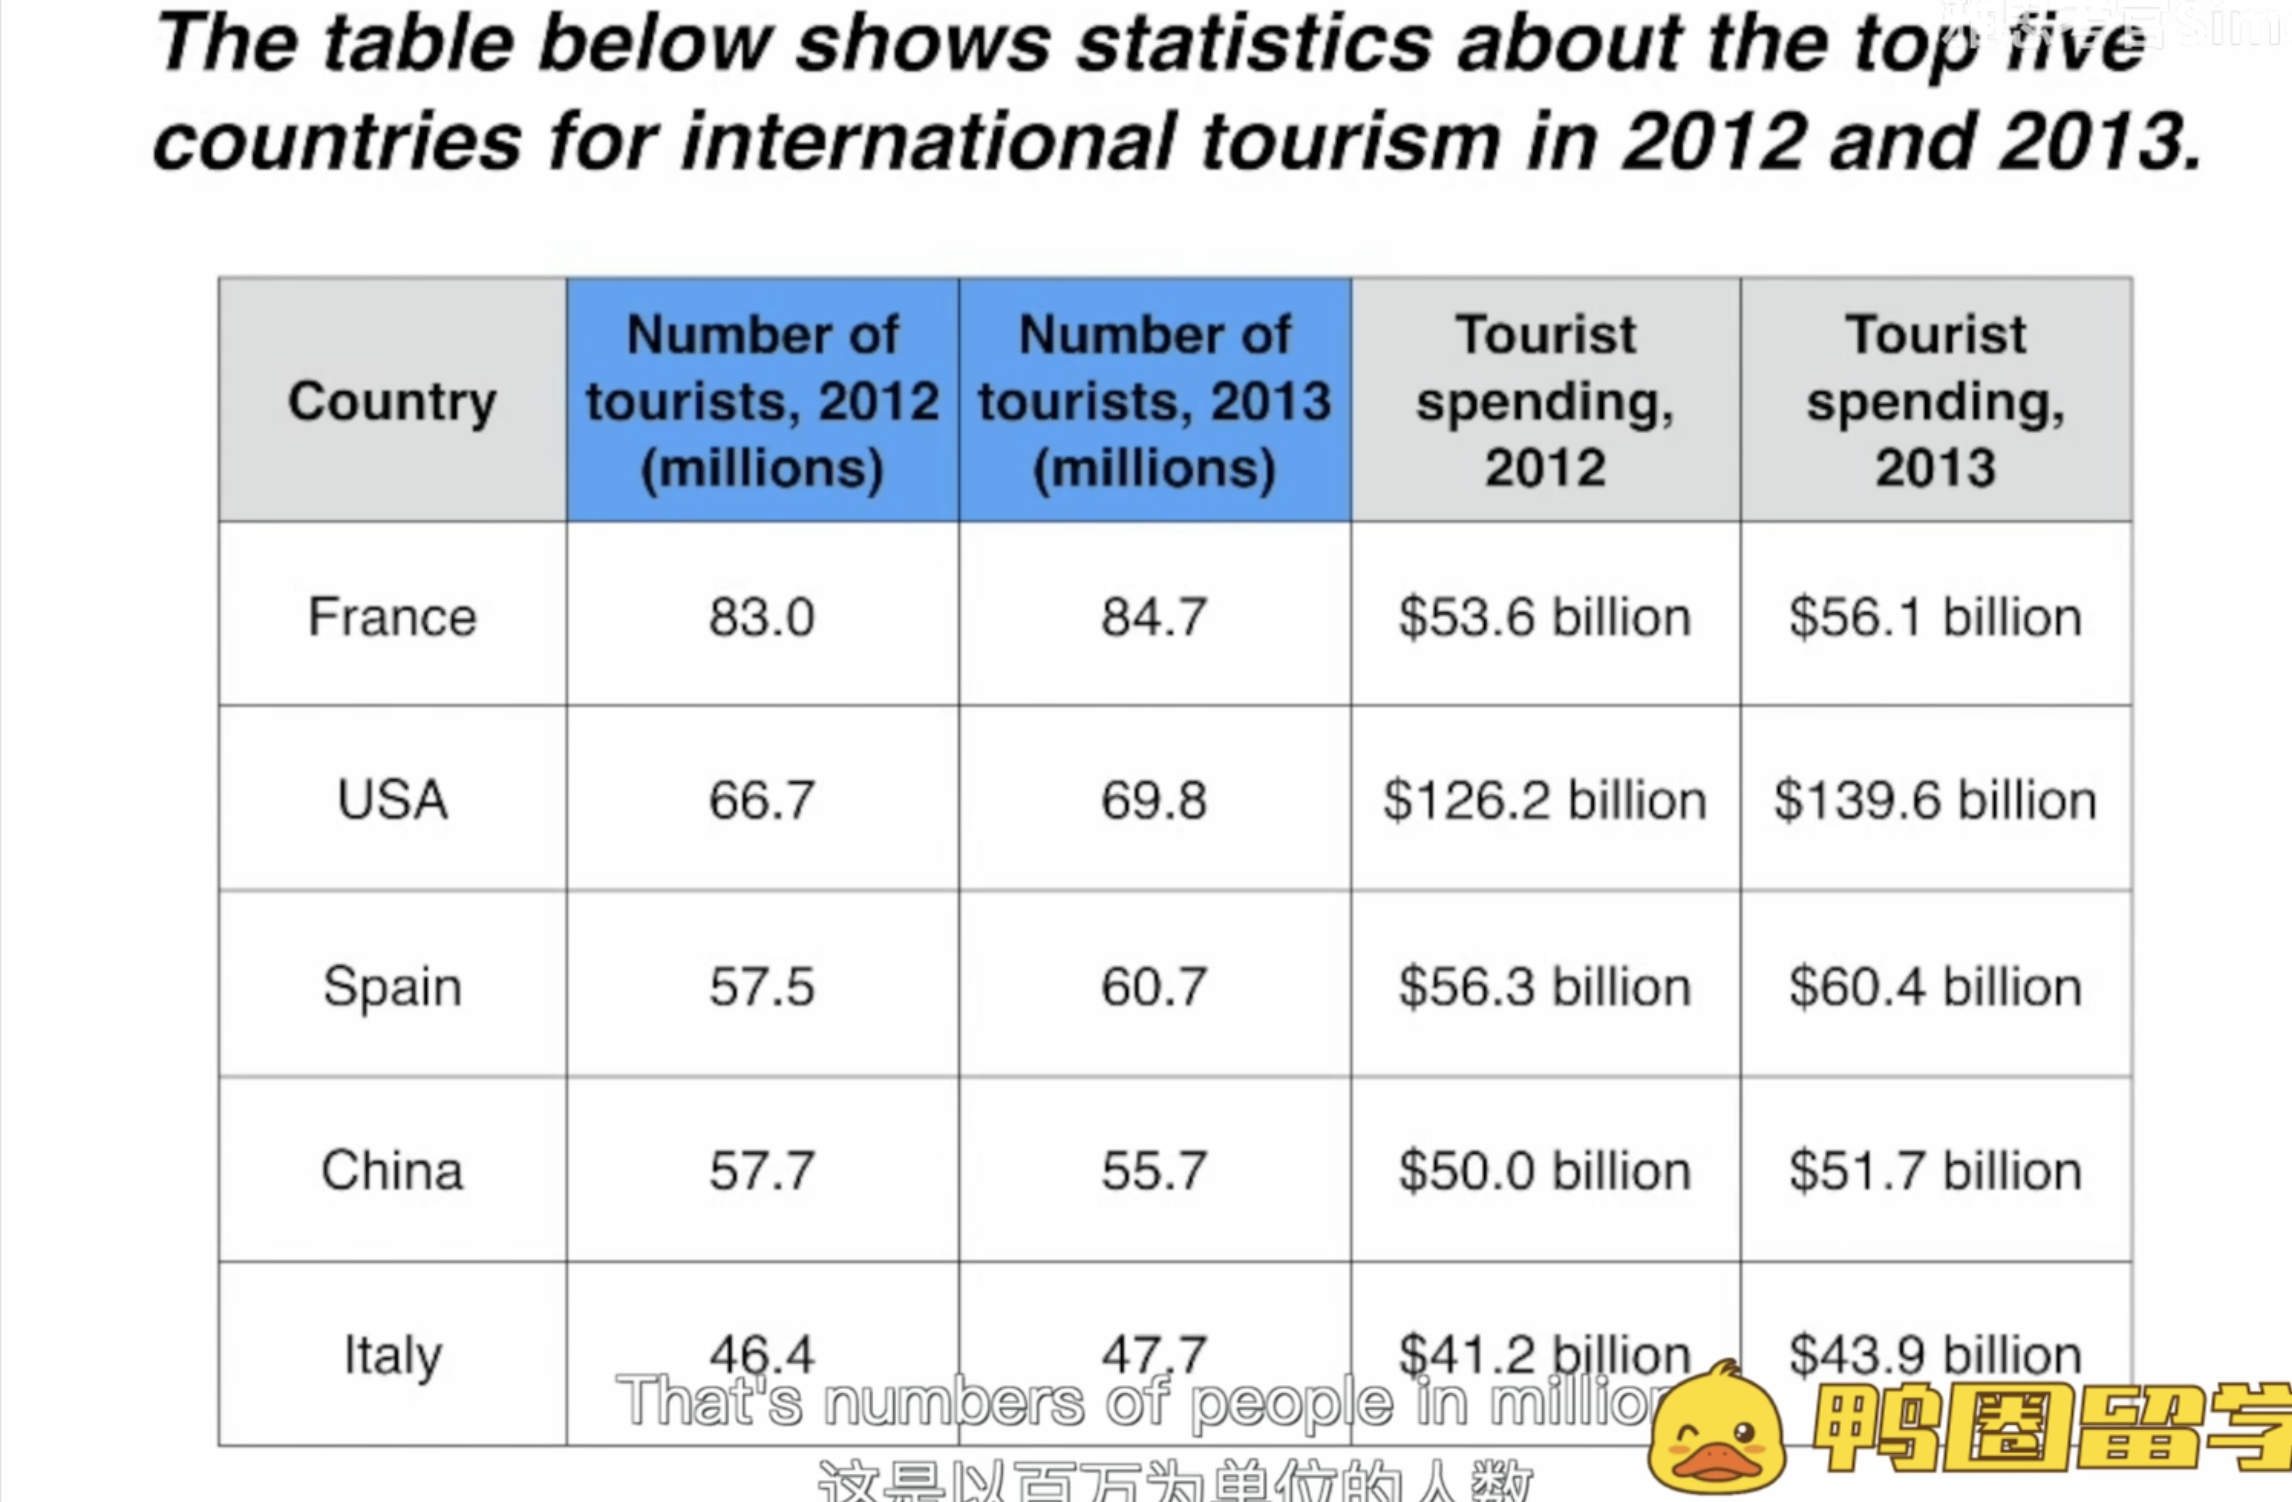 The table below shows statistics about the top five
countries for international tourism in 2012 and 2013.
Country
Number of
tourists, 2012
(millions)
Number of
tourists, 2013
(millions)
Tourist
spending,
2012
Tourist
spending,
2013
France 83.0 84.7 $53.6 billion $56.1 billion
USA 66.7 69.8 $126.2 billion $139.6 billion
Spain 57.5 60.7 $56.3 billion $60.4 billion
China 57.7 55.7 $50.0 billion $51.7 billion
Italy 46.4 47.7 $41.2 billion $43.9 billion
That's numbers of people in
这是以百万为单位的人数
鸭圈留学